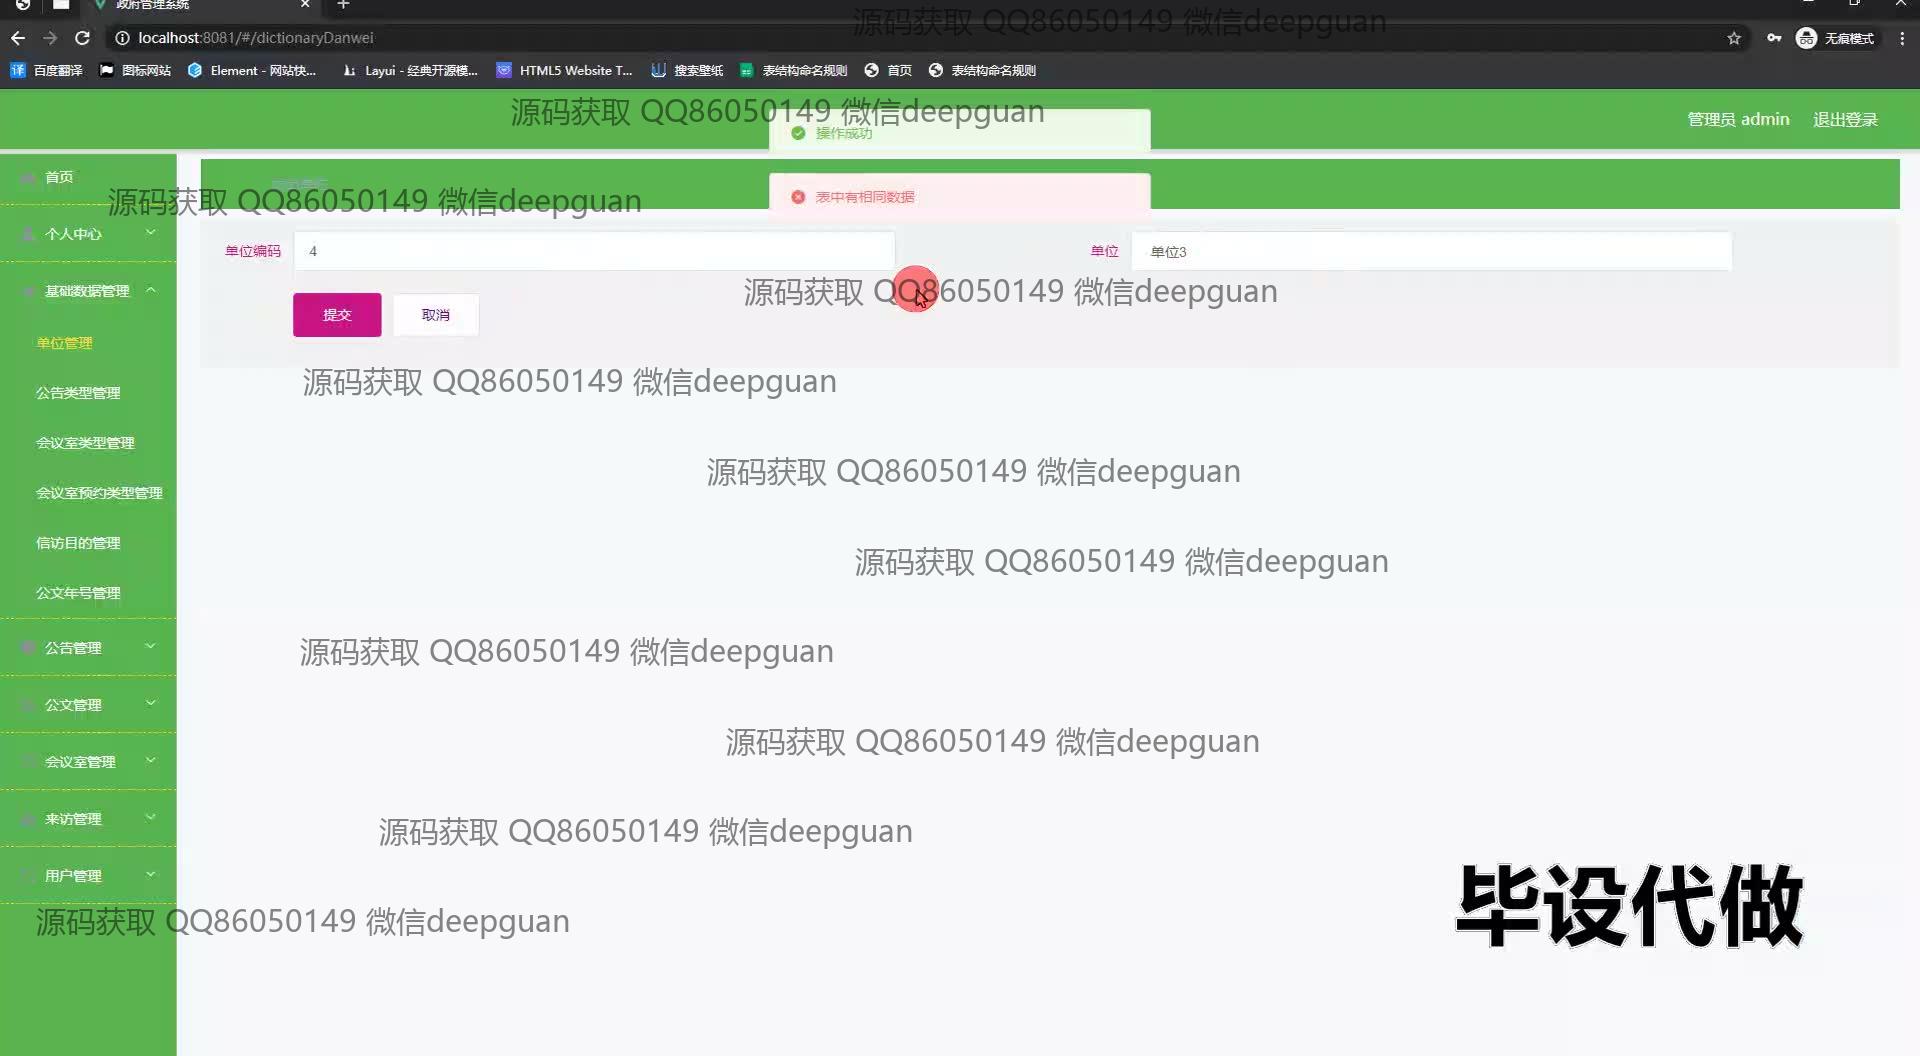 政府管理系统
源码获取 QQ86050149 微信deepguan
localhost:8081/#/dictionaryDanwei
无痕模式
百度翻译
图标网站
Element - 网站快...
Layui - 经典开源模...
HTML5 Website T...
搜索壁纸
表结构命名规则
首页
表结构命名规则
源码获取 QQ86050149 微信deepguan
操作成功
管理员 admin
退出登录
首页
源码获取 QQ86050149 微信deepguan
表中有相同数据
个人中心
单位编码
4
单位
单位3
基础数据管理
源码获取 QQ86050149 微信deepguan
提交
取消
单位管理
公告类型管理
源码获取 QQ86050149 微信deepguan
会议室类型管理
源码获取 QQ86050149 微信deepguan
会议室预约类型管理
信访目的管理
源码获取 QQ86050149 微信deepguan
公文年号管理
公告管理
源码获取 QQ86050149 微信deepguan
公文管理
源码获取 QQ86050149 微信deepguan
会议室管理
来访管理
源码获取 QQ86050149 微信deepguan
用户管理
毕设代做
源码获取 QQ86050149 微信deepguan